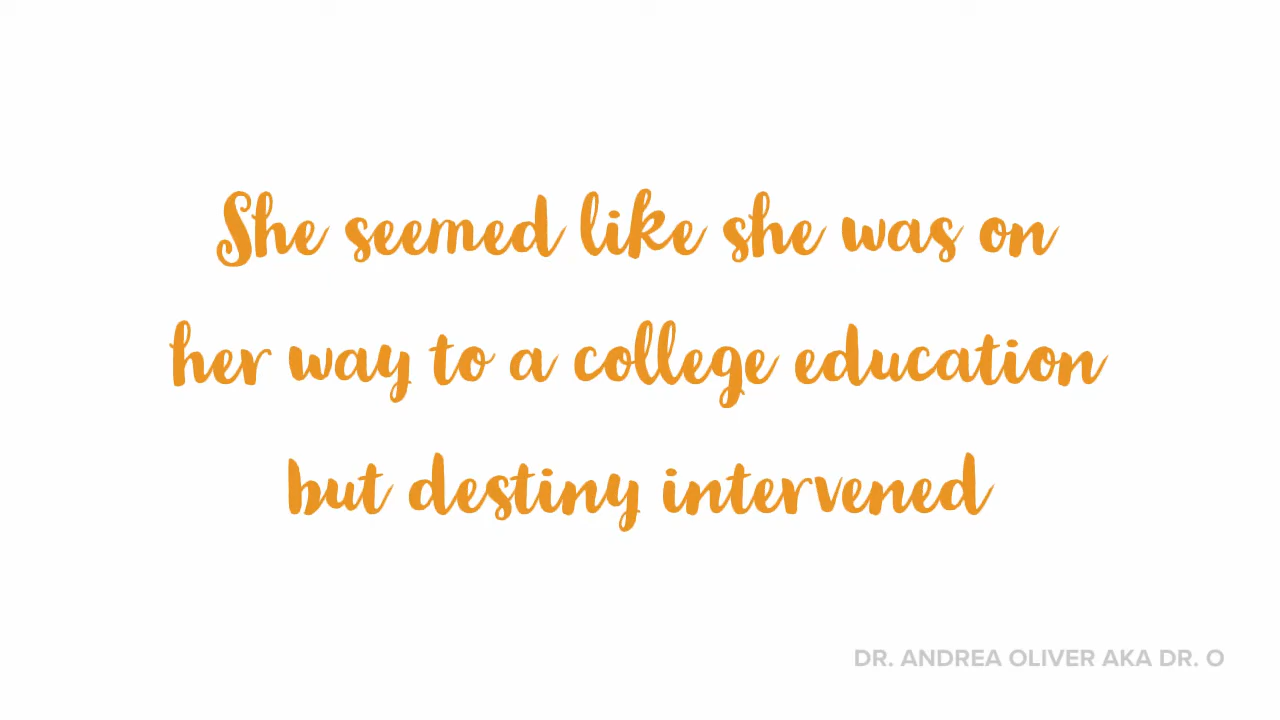 She seemed like she was on
her way to a college education
but destiny intervened
DR. ANDREA OLIVER AKA DR. O